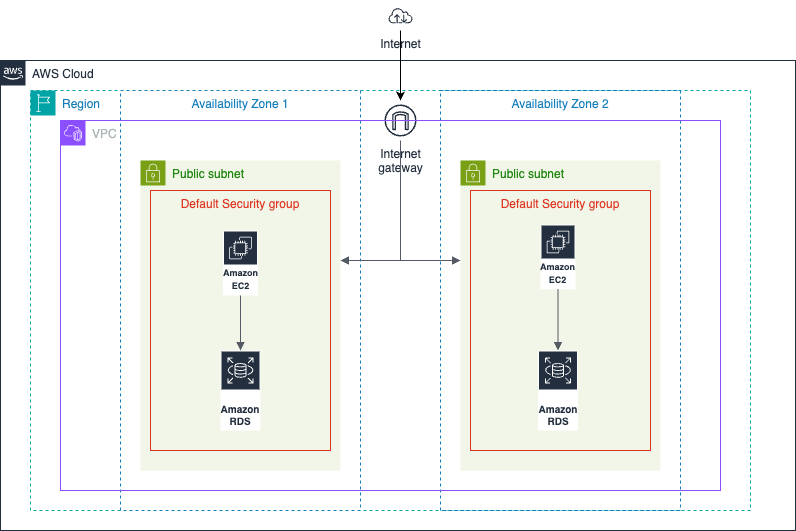 Internet
aws
AWS Cloud
Region
Availability Zone 1
Availability Zone 2
VPC
Internet
gateway
Public subnet
Public subnet
Default Security group
Default Security group
Amazon
EC2
Amazon
EC2
Amazon
RDS
Amazon
RDS